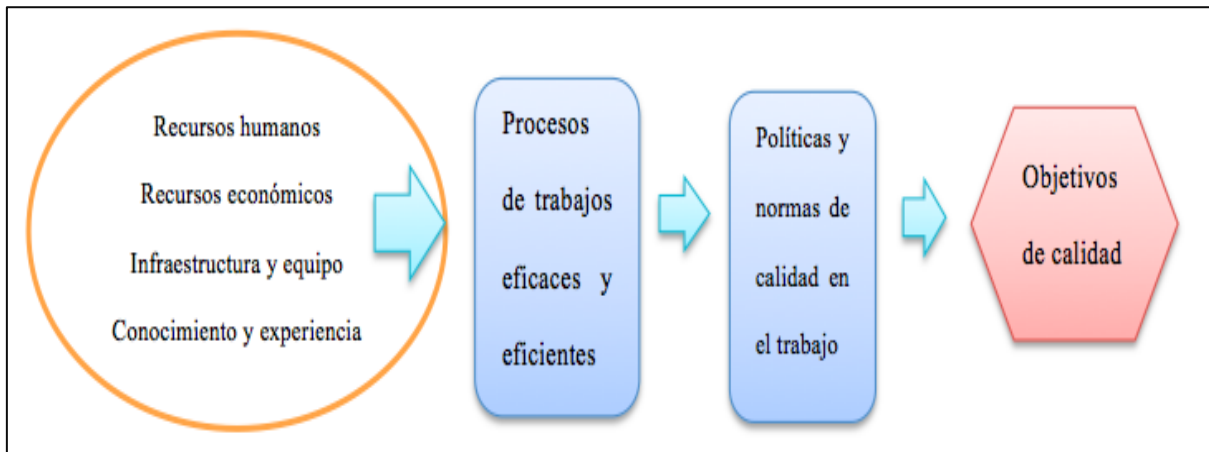 Recursos humanos
Recursos económicos
Infraestructura y equipo
Conocimiento y experiencia
Procesos
de trabajos
eficaces y
eficientes
Políticas y
normas de
calidad en
el trabajo
Objetivos
de calidad